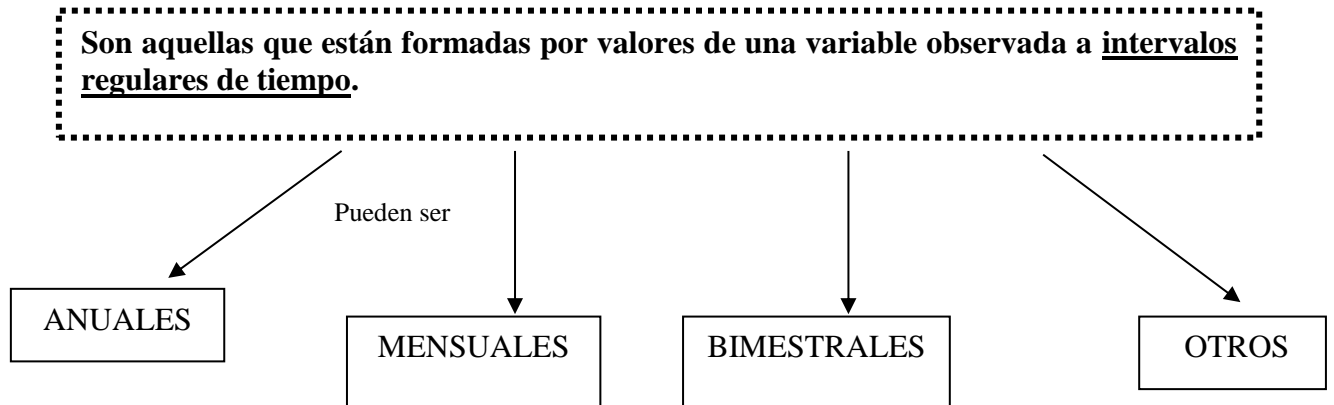 Son aquellas que están formadas por valores de una variable observada a intervalos
regulares de tiempo.
Pueden ser
ANUALES
MENSUALES
BIMESTRALES
OTROS